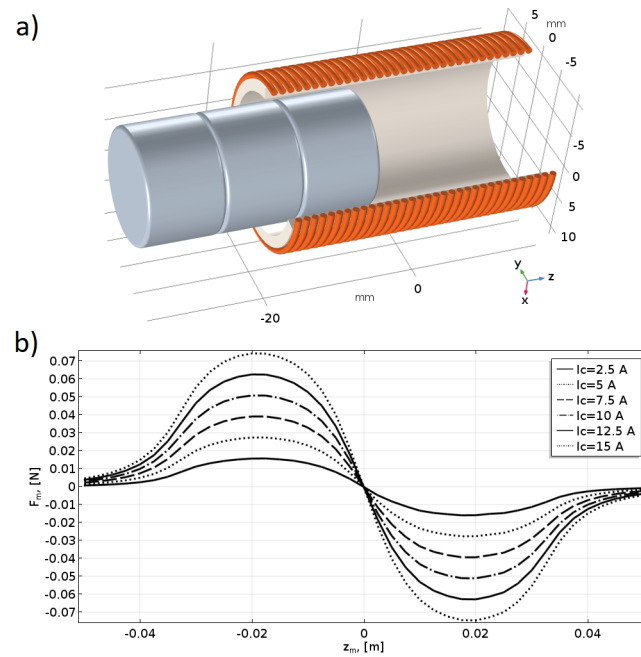 a)
5
mm
0
-5
-5
0
5
10
mm
0
-20
y
z
x
b)
0.07
0.06
0.05
0.04
0.03
0.02
0.01
0
-0.01
-0.02
-0.03
-0.04
-0.05
-0.06
-0.07
Fm, [N]
Ic=2.5 A
Ic=5 A
Ic=7.5 A
Ic=10 A
Ic=12.5 A
Ic=15 A
-0.04
-0.02
0
0.02
0.04
zm, [m]